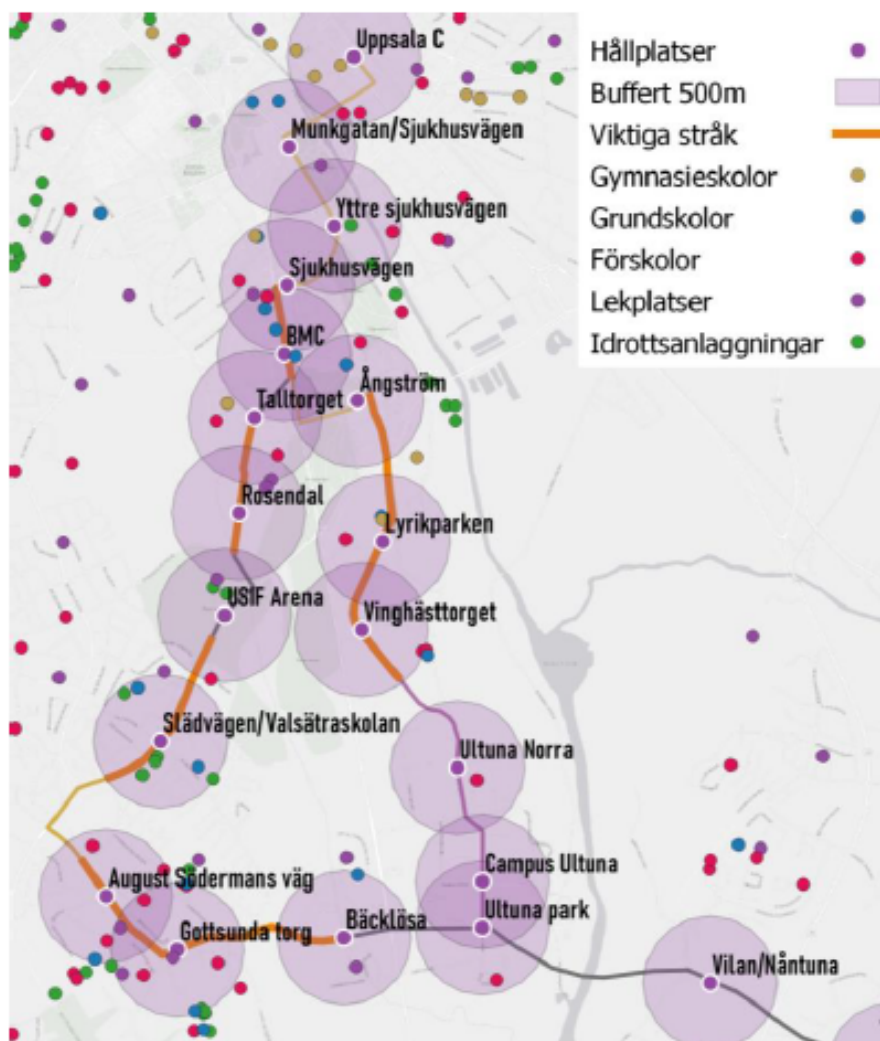 Uppsala C
Munkgatan/Sjukhusvägen
Yttre sjukhusvägen
Sjukhusvägen
BMC
Ångström
Talltorget
Rosendal
Lyrikparken
USIF Arena
Vinghästtorget
Slädvägen/Valsätraskolan
Ultuna Norra
Campus Ultuna
August Södermans väg
Ultuna park
Bäcklösa
Gottsunda torg
Vilan/Nåntuna
Hållplatser
Buffert 500m
Viktiga stråk
Gymnasieskolor
Grundskolor
Förskolor
Lekplatser
Idrottsanlaggningar